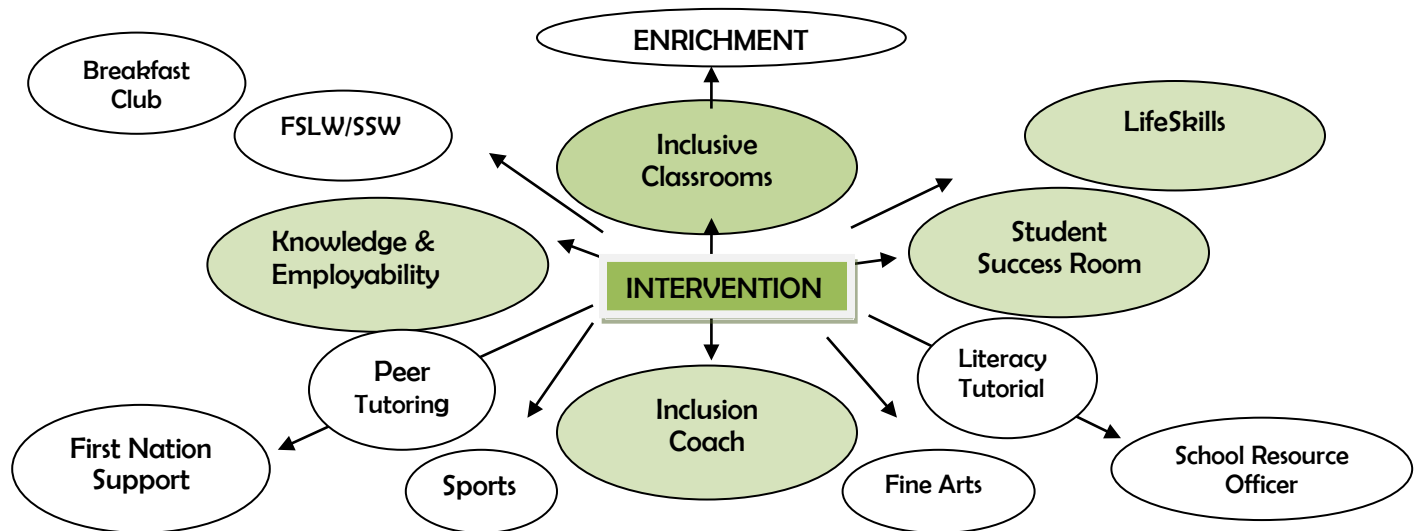 ENRICHMENT
Breakfast
Club
FSLW/SSW
Inclusive
Classrooms
LifeSkills
Knowledge &
Employability
Student
Success Room
INTERVENTION
Peer
Tutoring
Literacy
Tutorial
Inclusion
Coach
First Nation
Support
Sports
Fine Arts
School Resource
Officer